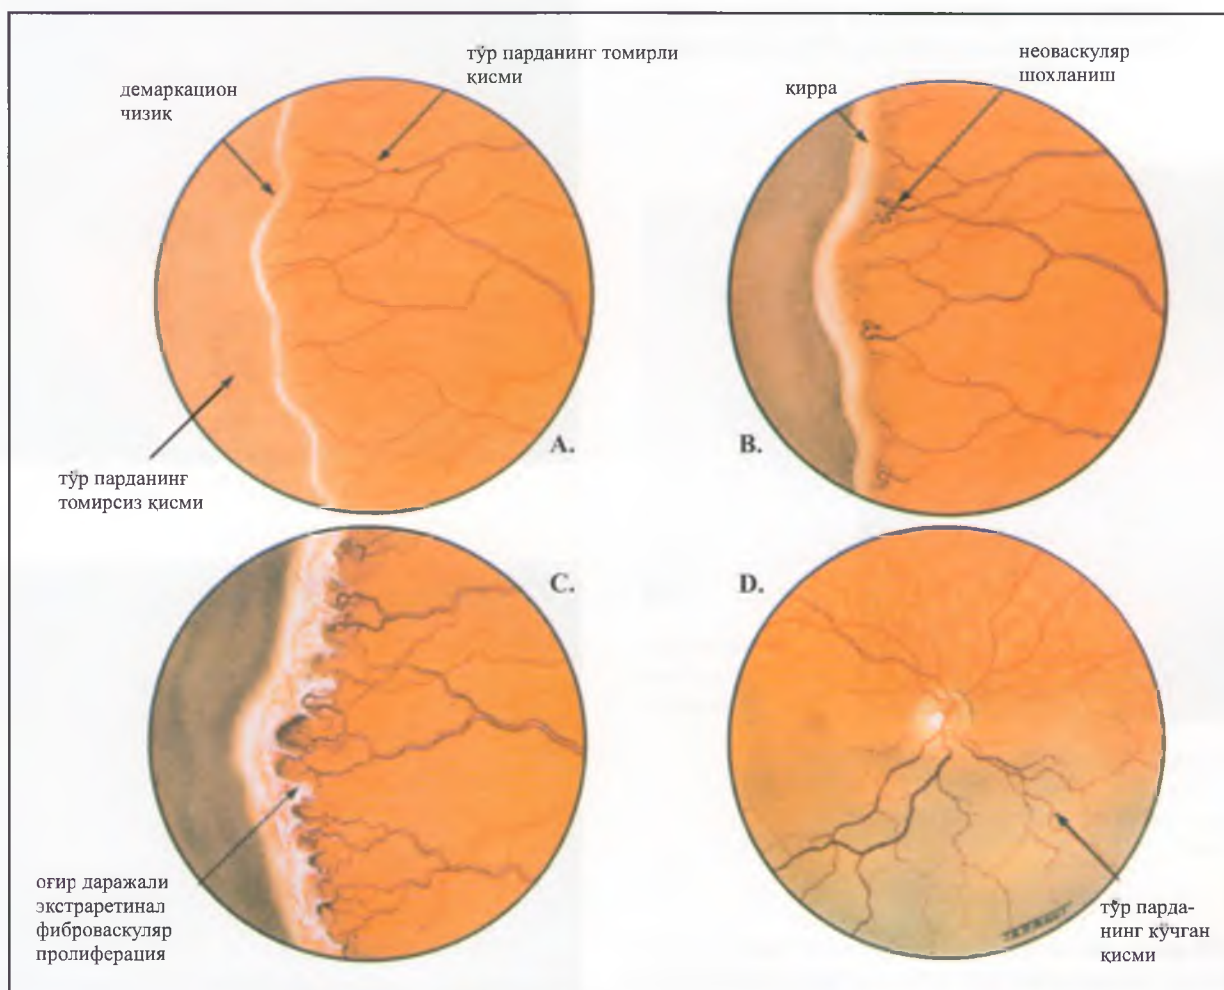 демаркацион
чизиқ
тўр парданинг томирли
қисми
қирра
неоваскуляр
шохланиш
A.
B.
тўр парданинғ
томирсиз қисми
C.
D.
оғир даражали
экстраретинал
фиброваскуляр
пролиферация
тўр парда-
нинг кўчган
қисми